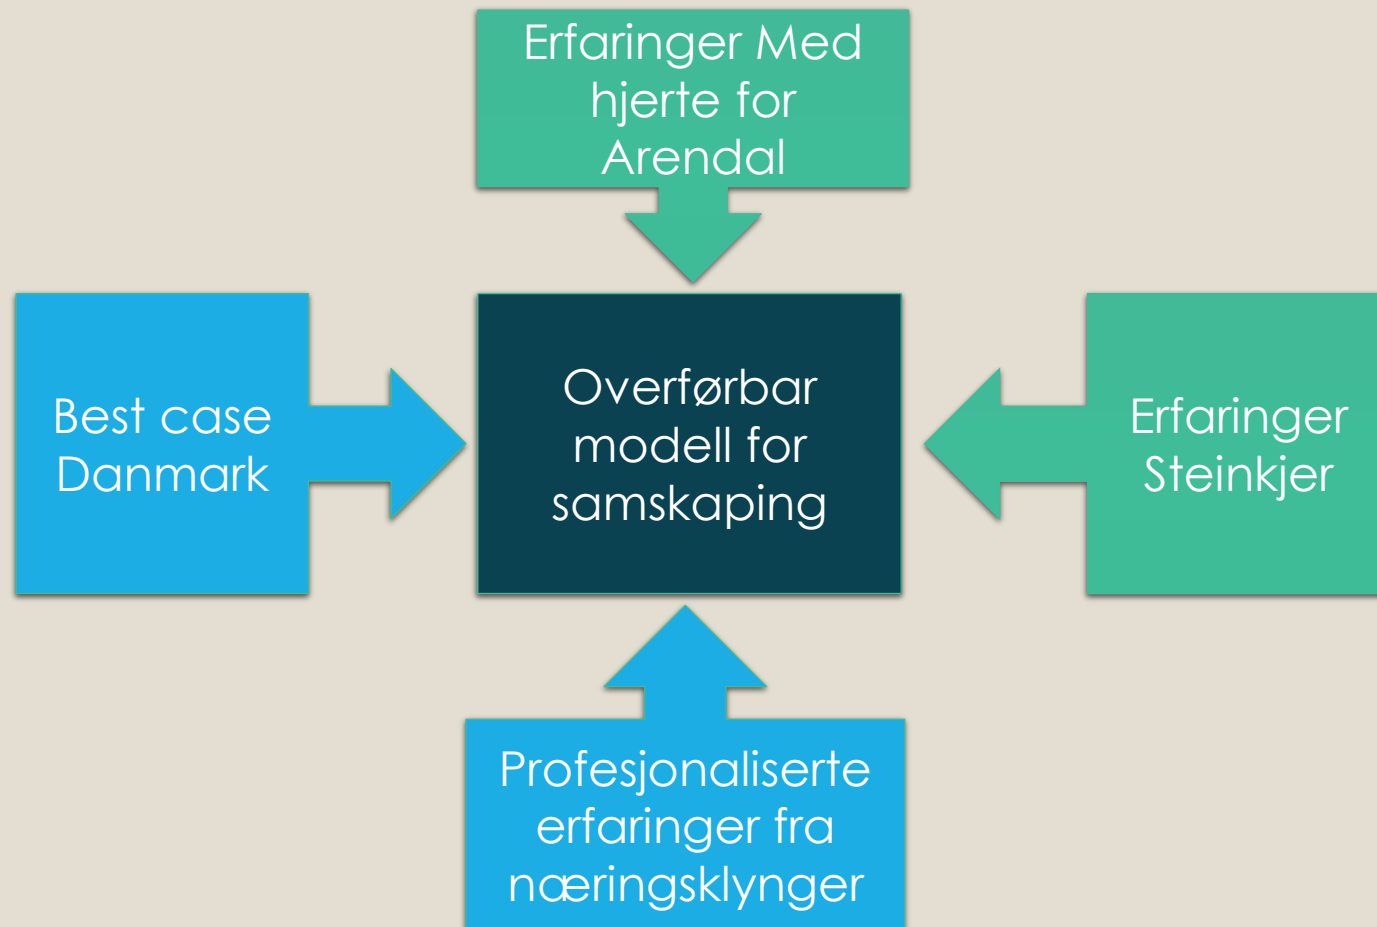 Erfaringer Med
hjerte for
Arendal
Best case
Danmark
Overførbar
modell for
samskaping
Erfaringer
Steinkjer
Profesjonaliserte
erfaringer fra
næringsklynger